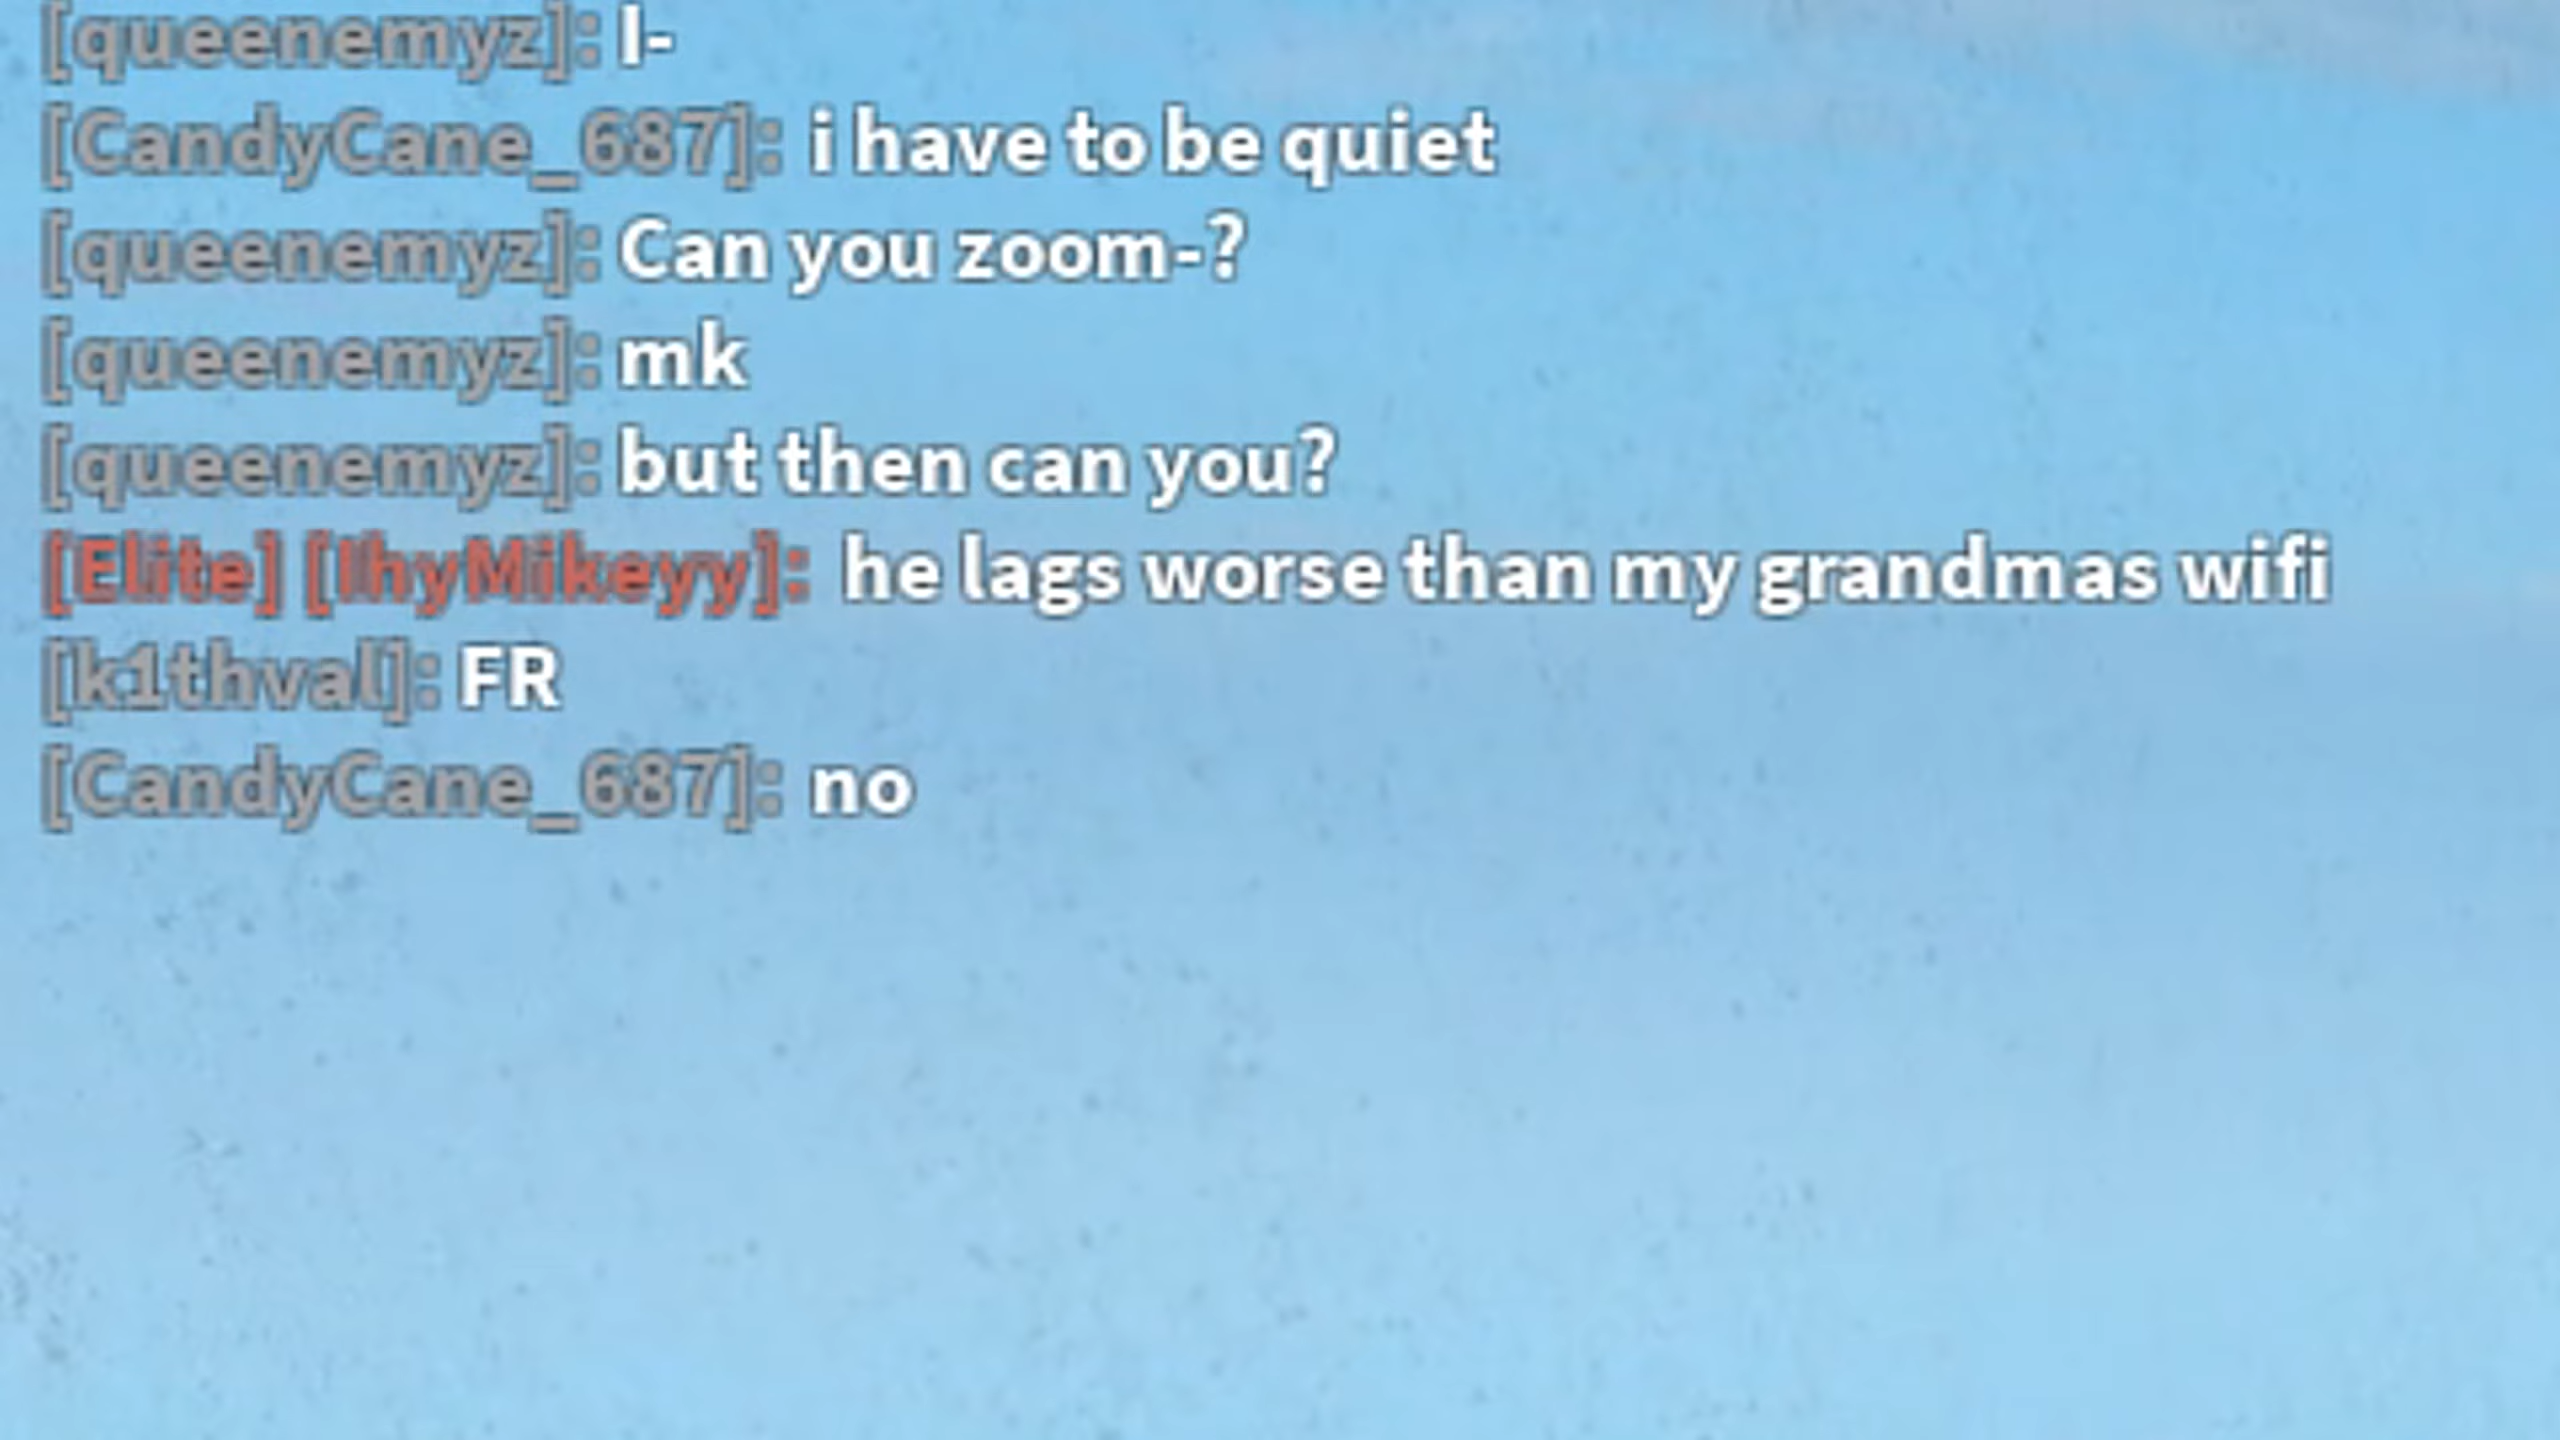 [queenemyz]: I-
[CandyCane_687]: i have to be quiet
[queenemyz]: Can you zoom-?
[queenemyz]: mk
[queenemyz]: but then can you?
[Elite] [IhyMikeyy]: he lags worse than my grandmas wifi
[k1thval]: FR
[CandyCane_687]: no